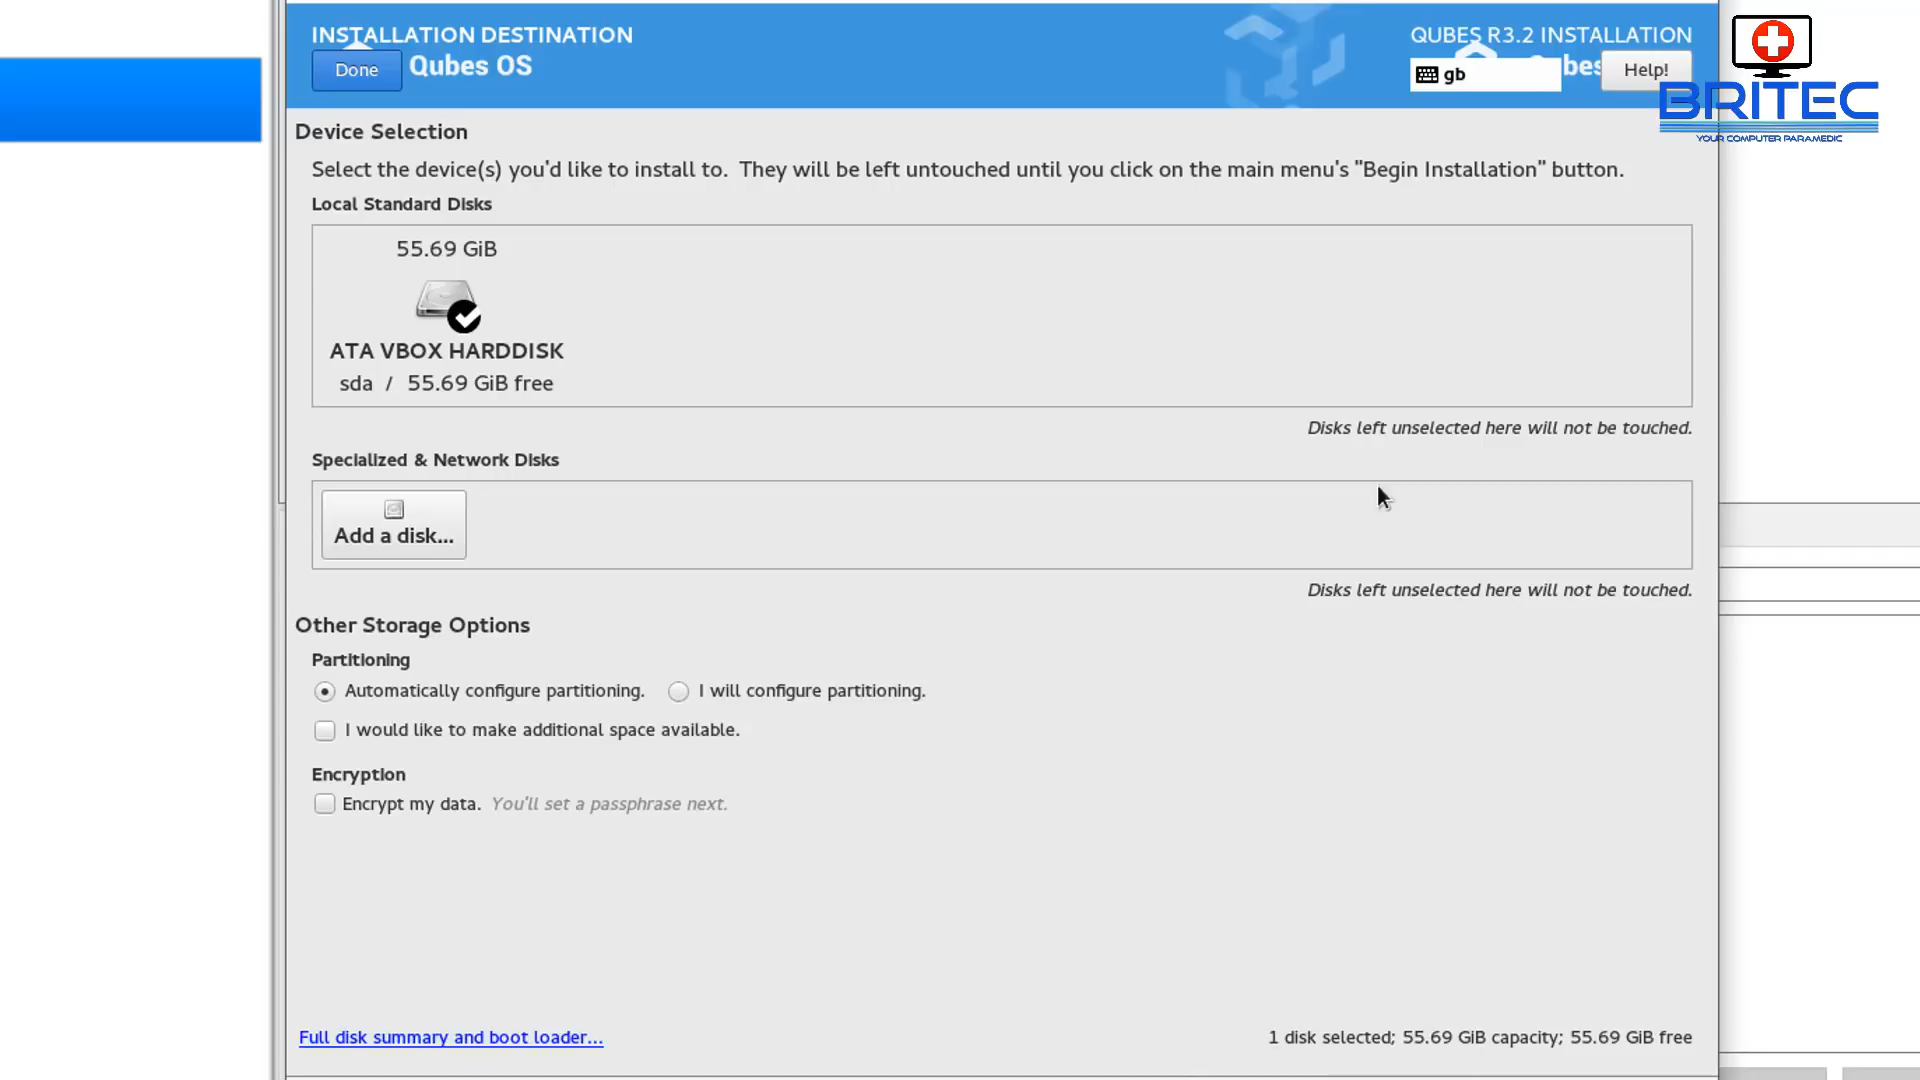 INSTALLATION DESTINATION
Done
Qubes OS
QUBES R3.2 INSTALLATION
gb
bes
Help!
BRITEC
YOUR COMPUTER PARAMEDIC
Device Selection
Select the device(s) you'd like to install to.  They will be left untouched until you click on the main menu's "Begin Installation" button.
Local Standard Disks
55.69 GiB
ATA VBOX HARDDISK
sda / 55.69 GiB free
Disks left unselected here will not be touched.
Specialized & Network Disks
Add a disk...
Disks left unselected here will not be touched.
Other Storage Options
Partitioning
Automatically configure partitioning. I will configure partitioning.
I would like to make additional space available.
Encryption
Encrypt my data. You'll set a passphrase next.
Full disk summary and boot loader...
1 disk selected; 55.69 GiB capacity; 55.69 GiB free